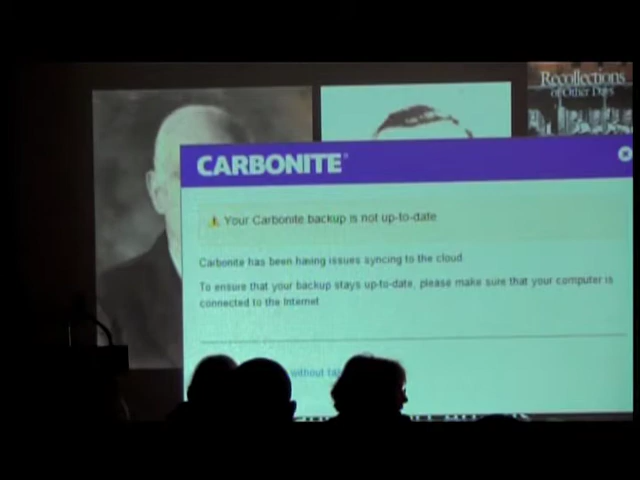 Recollections
of Other Days
CARBONITE
Your Carbonite backup is not up-to-date
Carbonite has been having issues syncing to the cloud
To ensure that your backup stays up-to-date, please make sure that your computer is
connected to the Internet
without